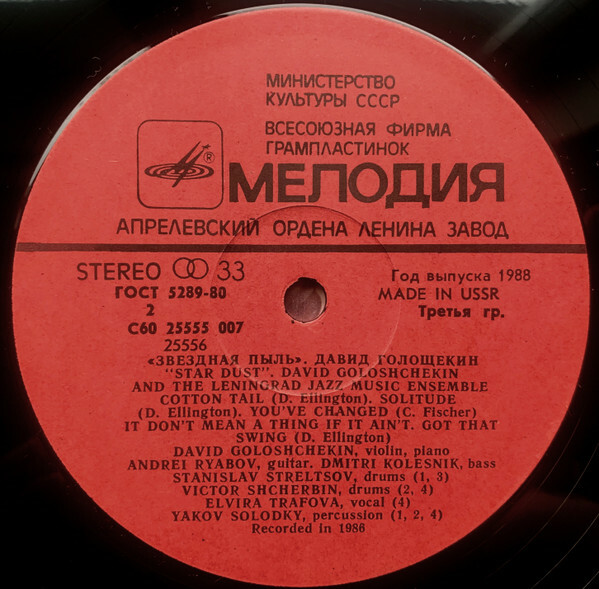 МИНИСТЕРСТВО
КУЛЬТУРЫ СССР
ВСЕСОЮЗНАЯ ФИРМА
ГРАМПЛАСТИНОК
®
МЕЛОДИЯ
АПРЕЛЕВСКИЙ ОРДЕНА ЛЕНИНА ЗАВОД
STEREO 33
Год выпуска 1988
ГОСТ 5289-80
MADE IN USSR
2
Третья гр.
С60 25555 007
25556
«ЗВЕЗДНАЯ ПЫЛЬ». ДАВИД ГОЛОЩЕКИН
"STAR DUST". DAVID GOLOSHCHEKIN
AND THE LENINGRAD JAZZ MUSIC ENSEMBLE
COTTON TAIL (D. Ellington). SOLITUDE
(D. Ellington). YOU'VE CHANGED (C. Fischer)
IT DON'T MEAN A THING IF IT AIN'T. GOT THAT
SWING (D. Ellington)
DAVID GOLOSHCHEKIN, violin, piano
ANDREI RYABOV, guitar. DMITRI KOLESNIK, bass
STANISLAV STRELTSOV, drums (1, 3)
VICTOR SHCHERBIN, drums (2, 4)
ELVIRA TRAFOVA, vocal (4)
YAKOV SOLODKY, percussion (1, 2, 4)
Recorded in 1986